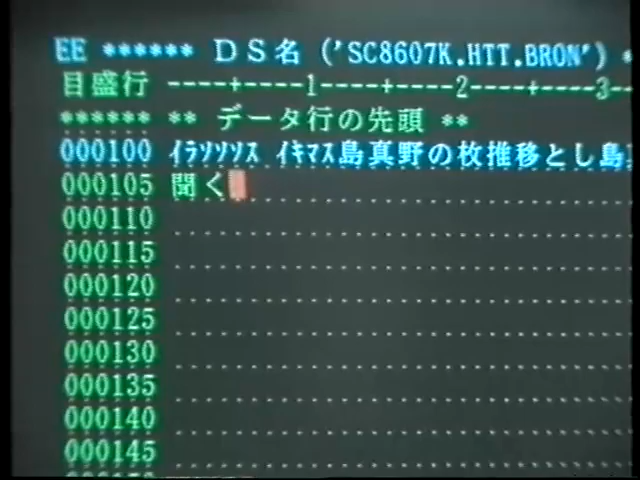 EE ****** ＤＳ名 ('SC8607K.HTT.BRON') *
目盛行 ----+----1----+----2----+----3--
****** ** データ行の先頭 **
000100 ｲﾗｿｿｿｽ ｲｷﾏｽ島真野の枚推移とし島
000105 聞く
000110
000115
000120
000125
000130
000135
000140
000145